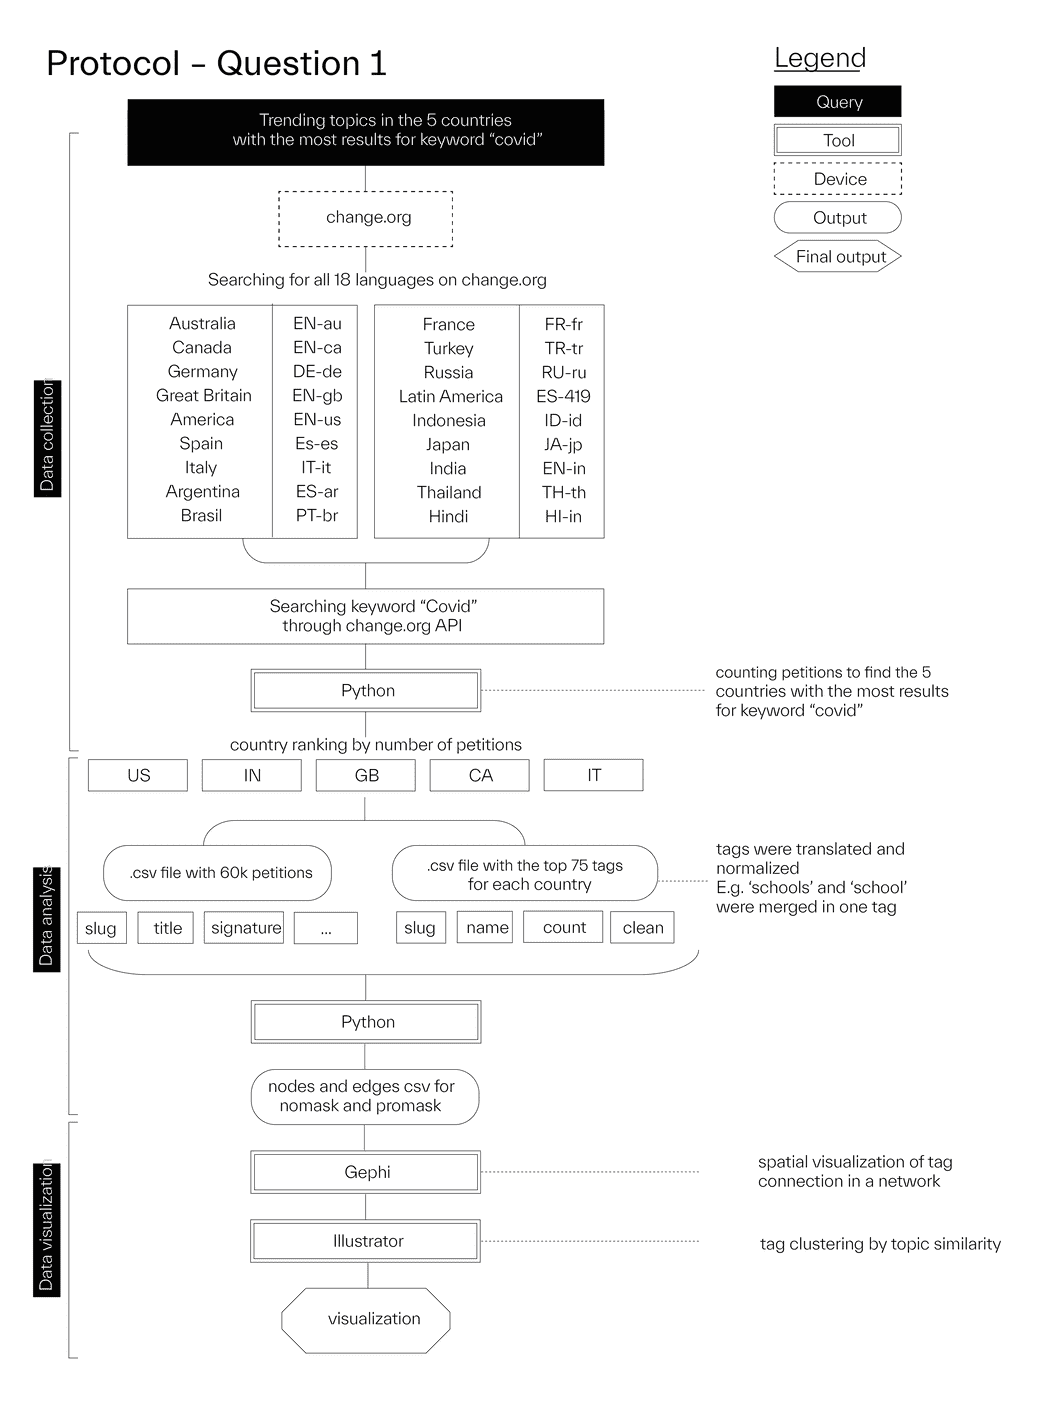 Protocol – Question 1
Legend
Query
Tool
Device
Output
Final output
Trending topics in the 5 countries
with the most results for keyword “covid”
change.org
Searching for all 18 languages on change.org
Australia EN-au
Canada EN-ca
Germany DE-de
Great Britain EN-gb
America EN-us
Spain Es-es
Italy IT-it
Argentina ES-ar
Brasil PT-br
France FR-fr
Turkey TR-tr
Russia RU-ru
Latin America ES-419
Indonesia ID-id
Japan JA-jp
India EN-in
Thailand TH-th
Hindi HI-in
Data collection
Searching keyword “Covid”
through change.org API
Python
counting petitions to find the 5
countries with the most results
for keyword “covid”
country ranking by number of petitions
US IN GB CA IT
Data analysis
.csv file with 60k petitions
.csv file with the top 75 tags
for each country
tags were translated and
normalized
E.g. ‘schools’ and ‘school’
were merged in one tag
slug title signature ...
slug name count clean
Python
nodes and edges csv for
nomask and promask
Data visualization
Gephi
spatial visualization of tag
connection in a network
Illustrator
tag clustering by topic similarity
visualization